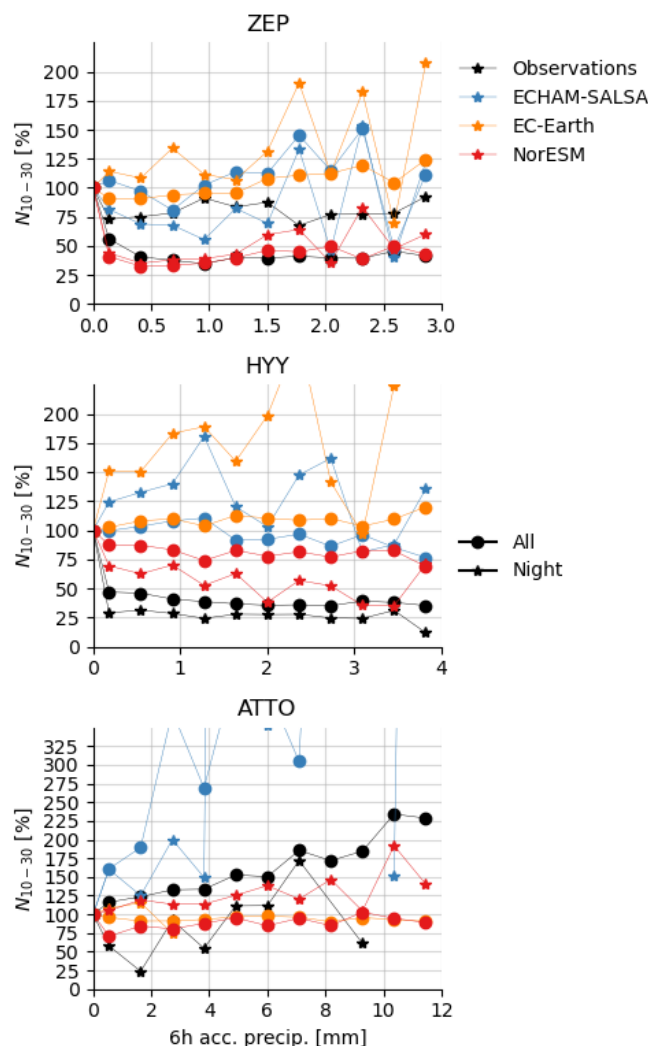 ZEP
N10−30 [%]
200
175
150
125
100
75
50
25
0
0.0 0.5 1.0 1.5 2.0 2.5 3.0
Observations
ECHAM-SALSA
EC-Earth
NorESM
HYY
N10−30 [%]
200
175
150
125
100
75
50
25
0
0 1 2 3 4
All
Night
ATTO
N10−30 [%]
325
300
275
250
225
200
175
150
125
100
75
50
25
0
0 2 4 6 8 10 12
6h acc. precip. [mm]